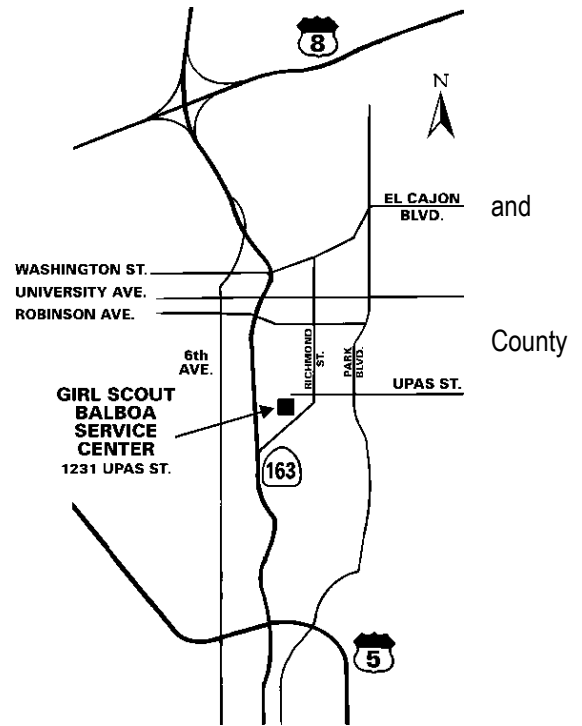 8
N
EL CAJON
BLVD.
and
WASHINGTON ST.
UNIVERSITY AVE.
ROBINSON AVE.
County
6th
AVE.
RICHMOND
ST.
PARK
BLVD.
UPAS ST.
GIRL SCOUT
BALBOA
SERVICE
CENTER
1231 UPAS ST.
163
5